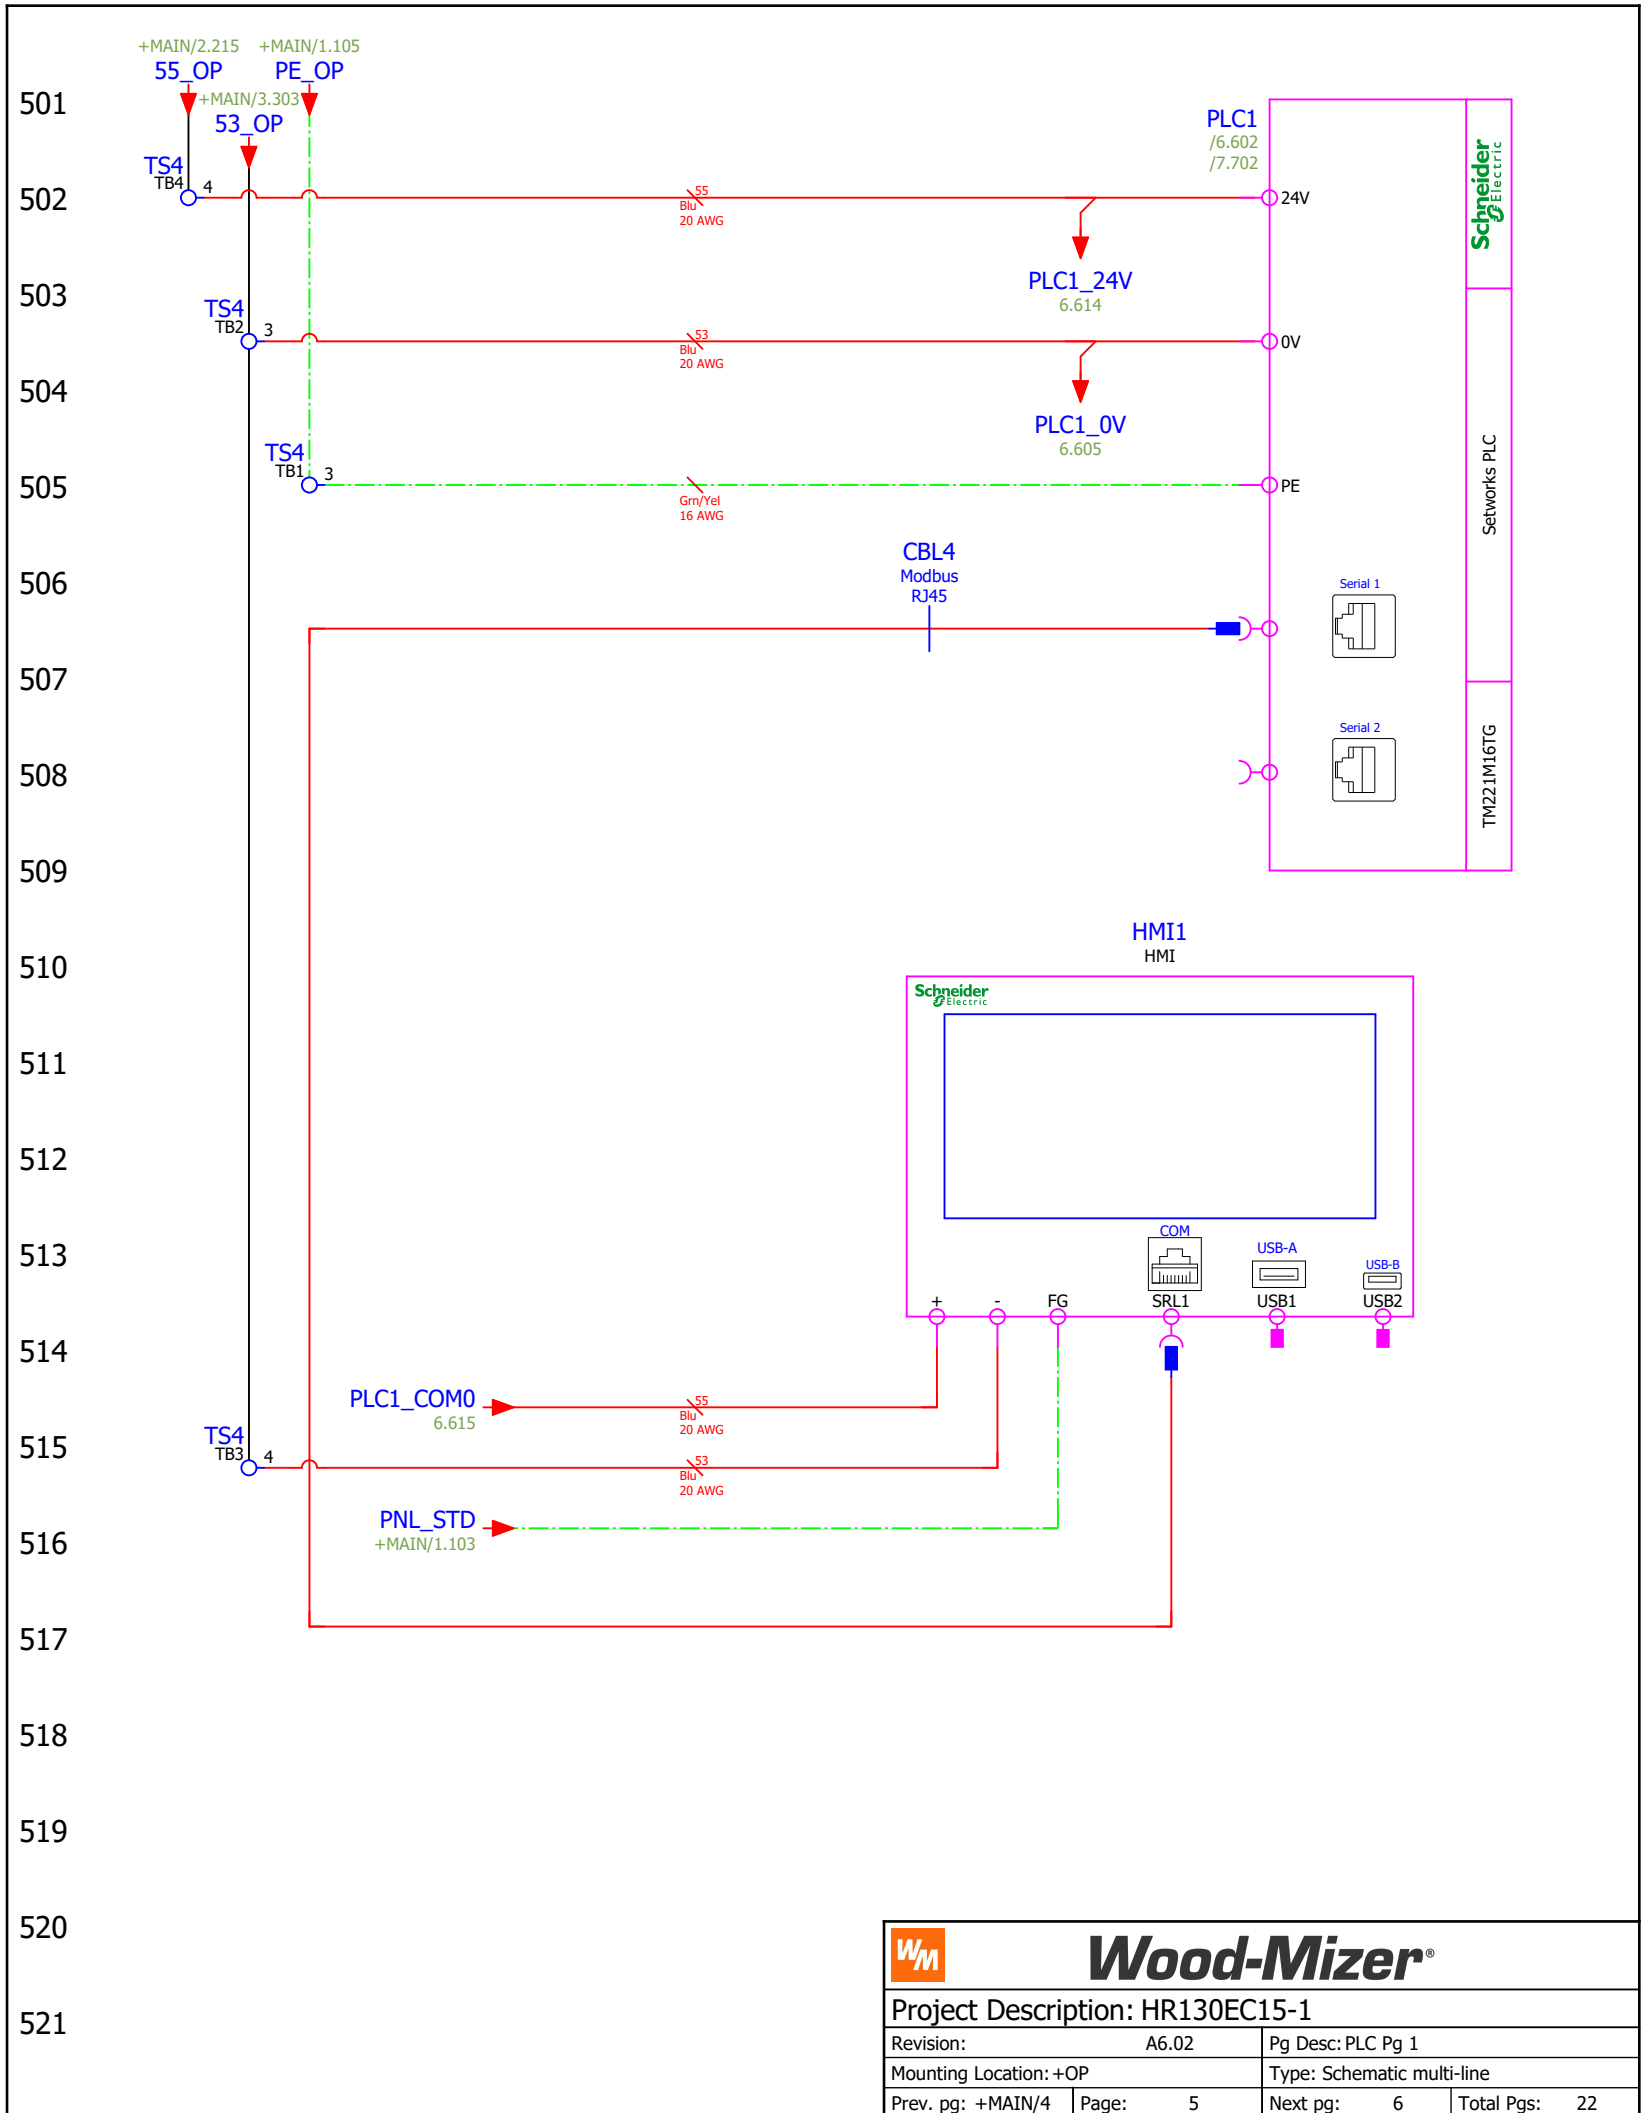 +MAIN/2.215 +MAIN/1.105
55_OP PE_OP
501
+MAIN/3.303
53_OP
PLC1
/6.602
/7.702
Schneider
Electric
TS4
TB4 4
502
55
Blu
20 AWG
24V
PLC1_24V
6.614
503
TS4
TB2 3
53
Blu
20 AWG
0V
504
PLC1_0V
6.605
Setworks PLC
TS4
TB1 3
505
Grn/Yel
16 AWG
PE
CBL4
Modbus
RJ45
506
Serial 1
507
Serial 2
508
TM221M16TG
509
HMI1
HMI
510
Schneider
Electric
511
512
COM
513
USB-A
USB-B
+ - FG SRL1 USB1 USB2
514
PLC1_COM0
6.615
55
Blu
20 AWG
515
TS4
TB3 4
53
Blu
20 AWG
PNL_STD
+MAIN/1.103
516
517
518
519
520
WM
Wood-Mizer®
Project Description: HR130EC15-1
521
Revision: A6.02 Pg Desc: PLC Pg 1
Mounting Location: +OP Type: Schematic multi-line
Prev. pg: +MAIN/4 Page: 5 Next pg: 6 Total Pgs: 22